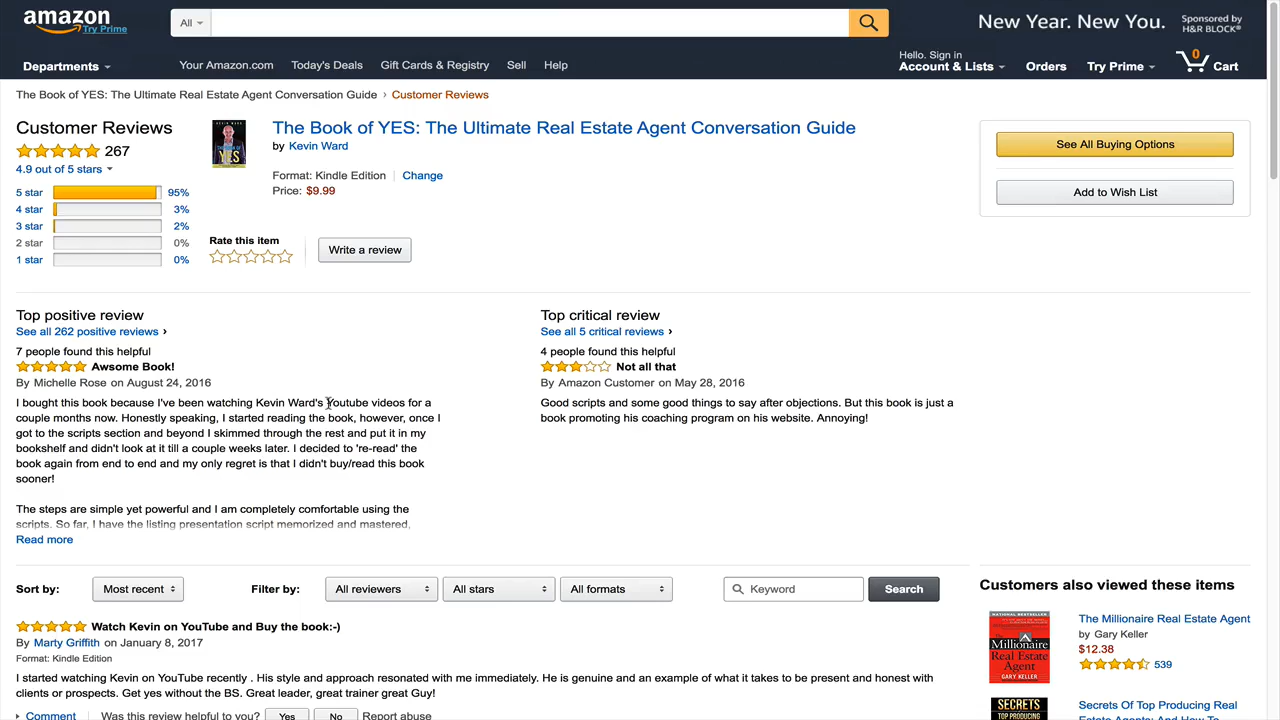 amazon
Try Prime
All
New Year. New You.
Sponsored by
H&R BLOCK®
Departments
Your Amazon.com
Today's Deals
Gift Cards & Registry
Sell
Help
Hello. Sign in
Account & Lists
Orders
Try Prime
0
Cart
The Book of YES: The Ultimate Real Estate Agent Conversation Guide › Customer Reviews
Customer Reviews
267
4.9 out of 5 stars
5 star 95%
4 star 3%
3 star 2%
2 star 0%
1 star 0%
KEVIN WARD
YES
The Book of YES: The Ultimate Real Estate Agent Conversation Guide
by Kevin Ward
Format: Kindle Edition | Change
Price: $9.99
Rate this item
Write a review
See All Buying Options
Add to Wish List
Top positive review
See all 262 positive reviews ›
7 people found this helpful
Awsome Book!
By Michelle Rose on August 24, 2016
I bought this book because I've been watching Kevin Ward's Youtube videos for a
couple months now. Honestly speaking, I started reading the book, however, once I
got to the scripts section and beyond I skimmed through the rest and put it in my
bookshelf and didn't look at it till a couple weeks later. I decided to 're-read' the
book again from end to end and my only regret is that I didn't buy/read this book
sooner!
The steps are simple yet powerful and I am completely comfortable using the
scripts. So far, I have the listing presentation script memorized and mastered,
Read more
Top critical review
See all 5 critical reviews ›
4 people found this helpful
Not all that
By Amazon Customer on May 28, 2016
Good scripts and some good things to say after objections. But this book is just a
book promoting his coaching program on his website. Annoying!
Sort by:
Most recent
Filter by:
All reviewers
All stars
All formats
Keyword
Search
Watch Kevin on YouTube and Buy the book:-)
By Marty Griffith on January 8, 2017
Format: Kindle Edition
I started watching Kevin on YouTube recently . His style and approach resonated with me immediately. He is genuine and an example of what it takes to be present and honest with
clients or prospects. Get yes without the BS. Great leader, great trainer great Guy!
Comment | Was this review helpful to you? Yes No Report abuse
Customers also viewed these items
The
Millionaire
Real Estate
Agent
GARY KELLER
The Millionaire Real Estate Agent
by Gary Keller
$12.38
539
SECRETS
OF TOP PRODUCING
Secrets Of Top Producing Real
Estate Agents: And How To